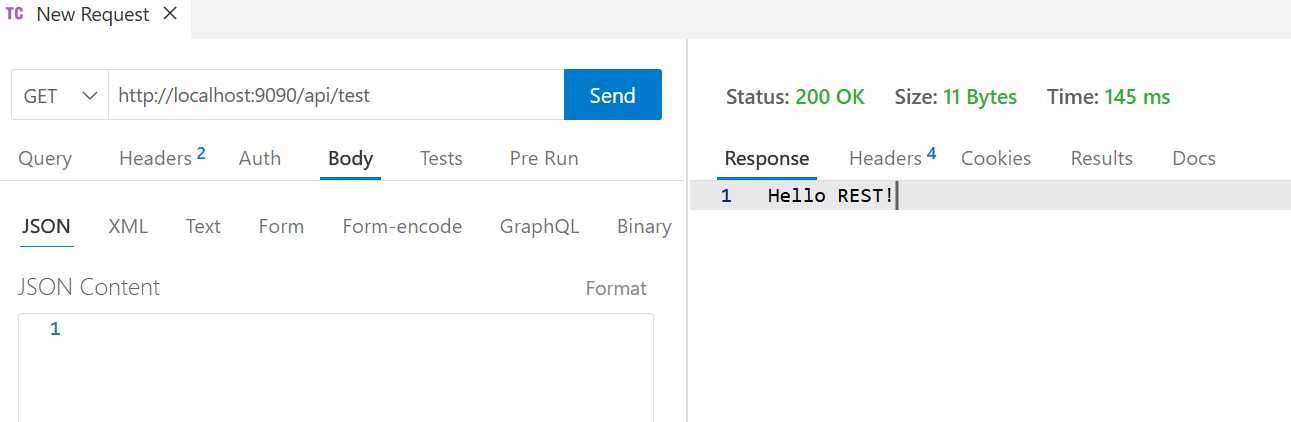 TC New Request ×
GET http://localhost:9090/api/test Send
Query Headers 2 Auth Body Tests Pre Run
JSON XML Text Form Form-encode GraphQL Binary
JSON Content Format
1
Status: 200 OK Size: 11 Bytes Time: 145 ms
Response Headers 4 Cookies Results Docs
1 Hello REST!